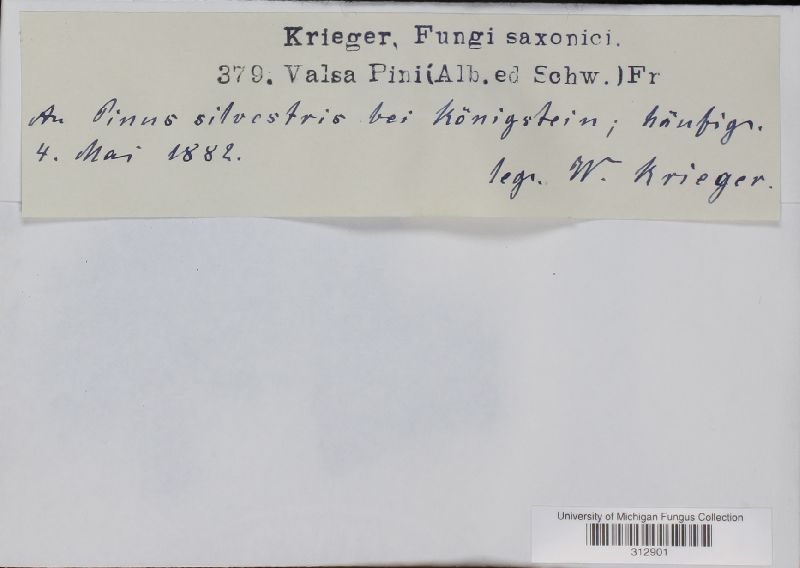 Krieger, Fungi saxonici.
379. Valsa Pini (Alb. ed Schw.) Fr
An Pinus silvestris bei Königstein; häufig.
4. Mai 1882.
leg. W. Krieger.
University of Michigan Fungus Collection
312901